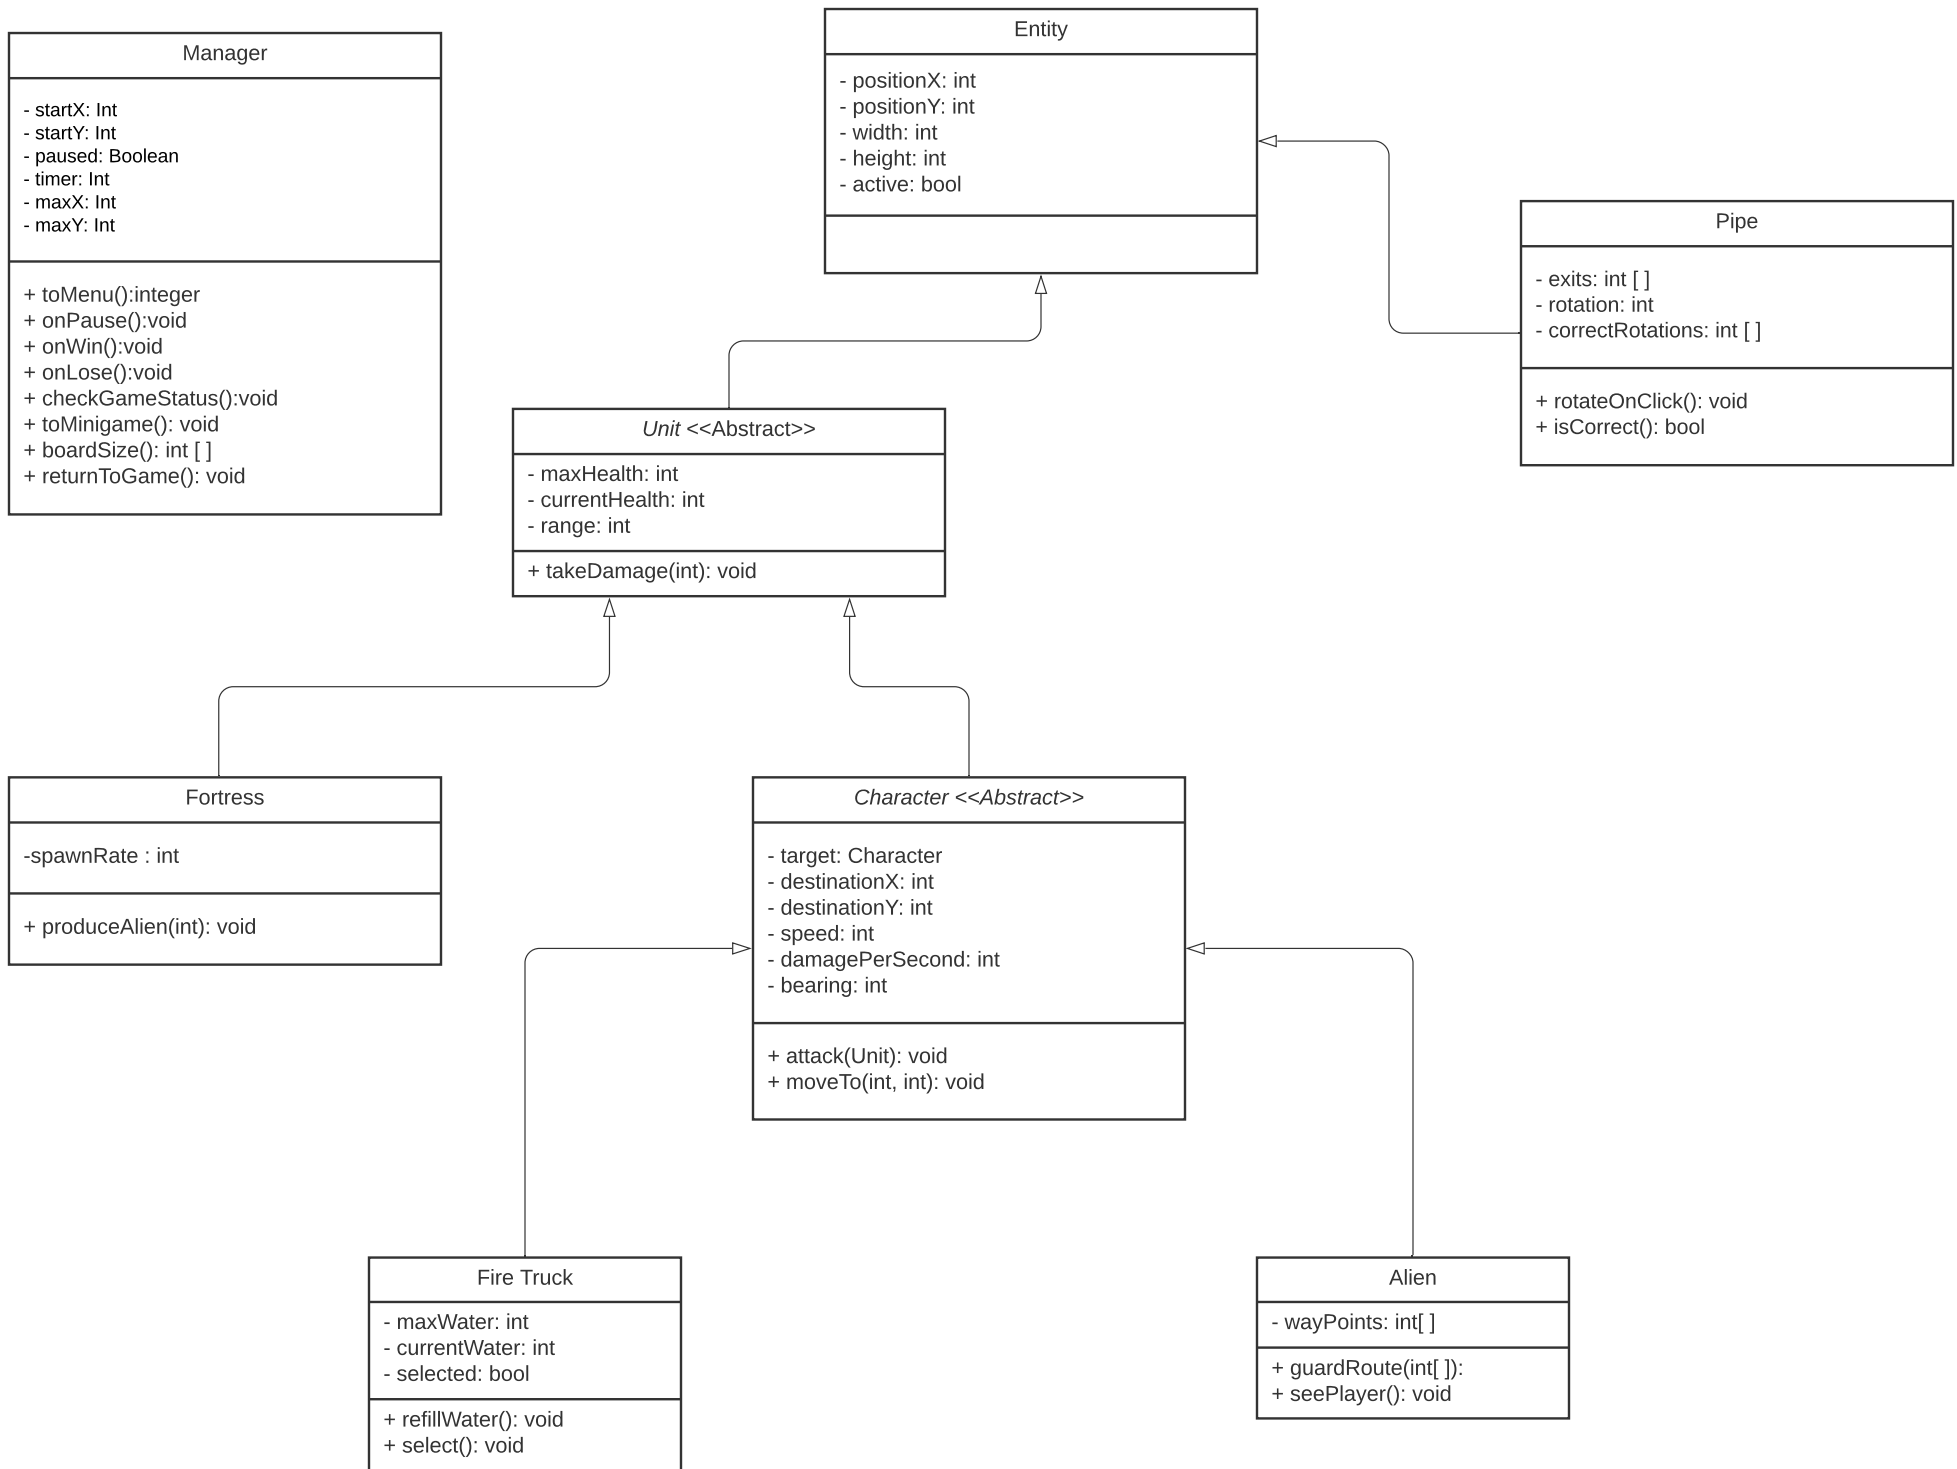 Manager
- startX: Int
- startY: Int
- paused: Boolean
- timer: Int
- maxX: Int
- maxY: Int
+ toMenu():integer
+ onPause():void
+ onWin():void
+ onLose():void
+ checkGameStatus():void
+ toMinigame(): void
+ boardSize(): int [ ]
+ returnToGame(): void
Entity
- positionX: int
- positionY: int
- width: int
- height: int
- active: bool
Pipe
- exits: int [ ]
- rotation: int
- correctRotations: int [ ]
+ rotateOnClick(): void
+ isCorrect(): bool
Unit <<Abstract>>
- maxHealth: int
- currentHealth: int
- range: int
+ takeDamage(int): void
Fortress
-spawnRate : int
+ produceAlien(int): void
Character <<Abstract>>
- target: Character
- destinationX: int
- destinationY: int
- speed: int
- damagePerSecond: int
- bearing: int
+ attack(Unit): void
+ moveTo(int, int): void
Fire Truck
- maxWater: int
- currentWater: int
- selected: bool
+ refillWater(): void
+ select(): void
Alien
- wayPoints: int[ ]
+ guardRoute(int[ ]):
+ seePlayer(): void